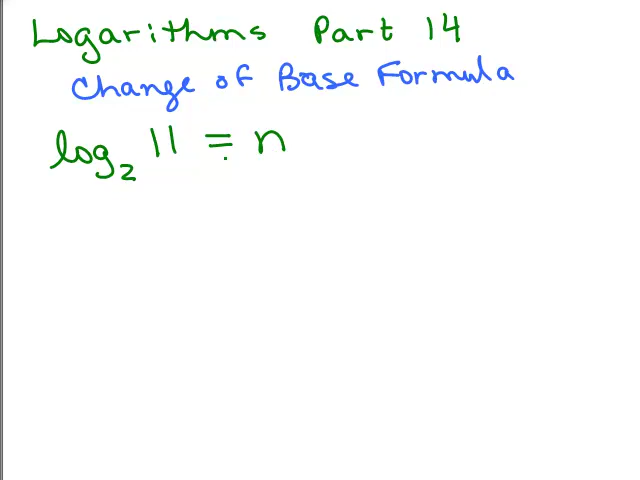 Logarithms Part 14
Change of Base Formula
log₂ 11 = n